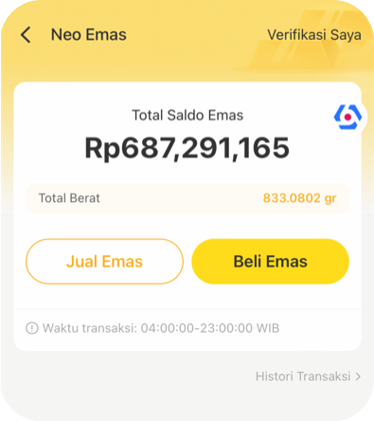 Neo Emas
Verifikasi Saya
Total Saldo Emas
Rp687,291,165
Total Berat
833.0802 gr
Jual Emas
Beli Emas
Waktu transaksi: 04:00:00-23:00:00 WIB
Histori Transaksi